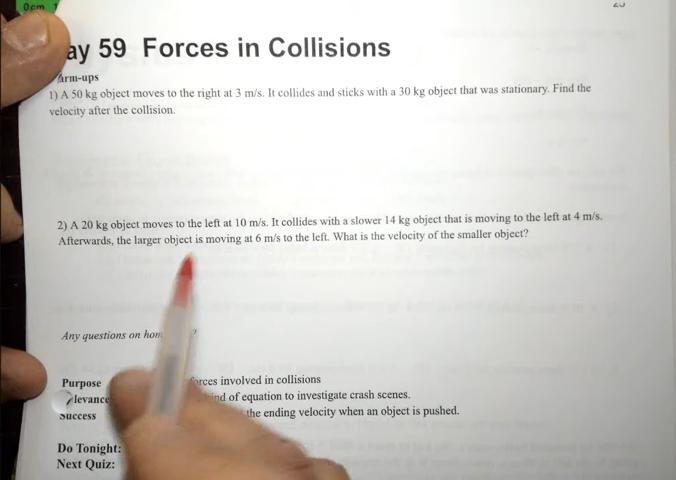 0cm 1
ay 59 Forces in Collisions
arm-ups
1) A 50 kg object moves to the right at 3 m/s. It collides and sticks with a 30 kg object that was stationary. Find the
velocity after the collision.
2) A 20 kg object moves to the left at 10 m/s. It collides with a slower 14 kg object that is moving to the left at 4 m/s.
Afterwards, the larger object is moving at 6 m/s to the left. What is the velocity of the smaller object?
Any questions on hom ?
Purpose orces involved in collisions
levance nd of equation to investigate crash scenes.
Success the ending velocity when an object is pushed.
Do Tonight:
Next Quiz: